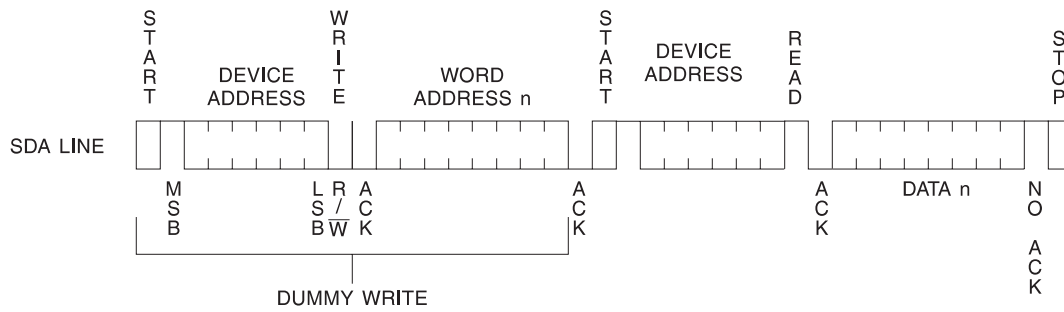 START
DEVICE
ADDRESS
WRITE
WORD
ADDRESS n
START
DEVICE
ADDRESS
READ
STOP
SDA LINE
MSB
LSB
R/W
ACK
ACK
ACK
DATA n
NO ACK
DUMMY WRITE